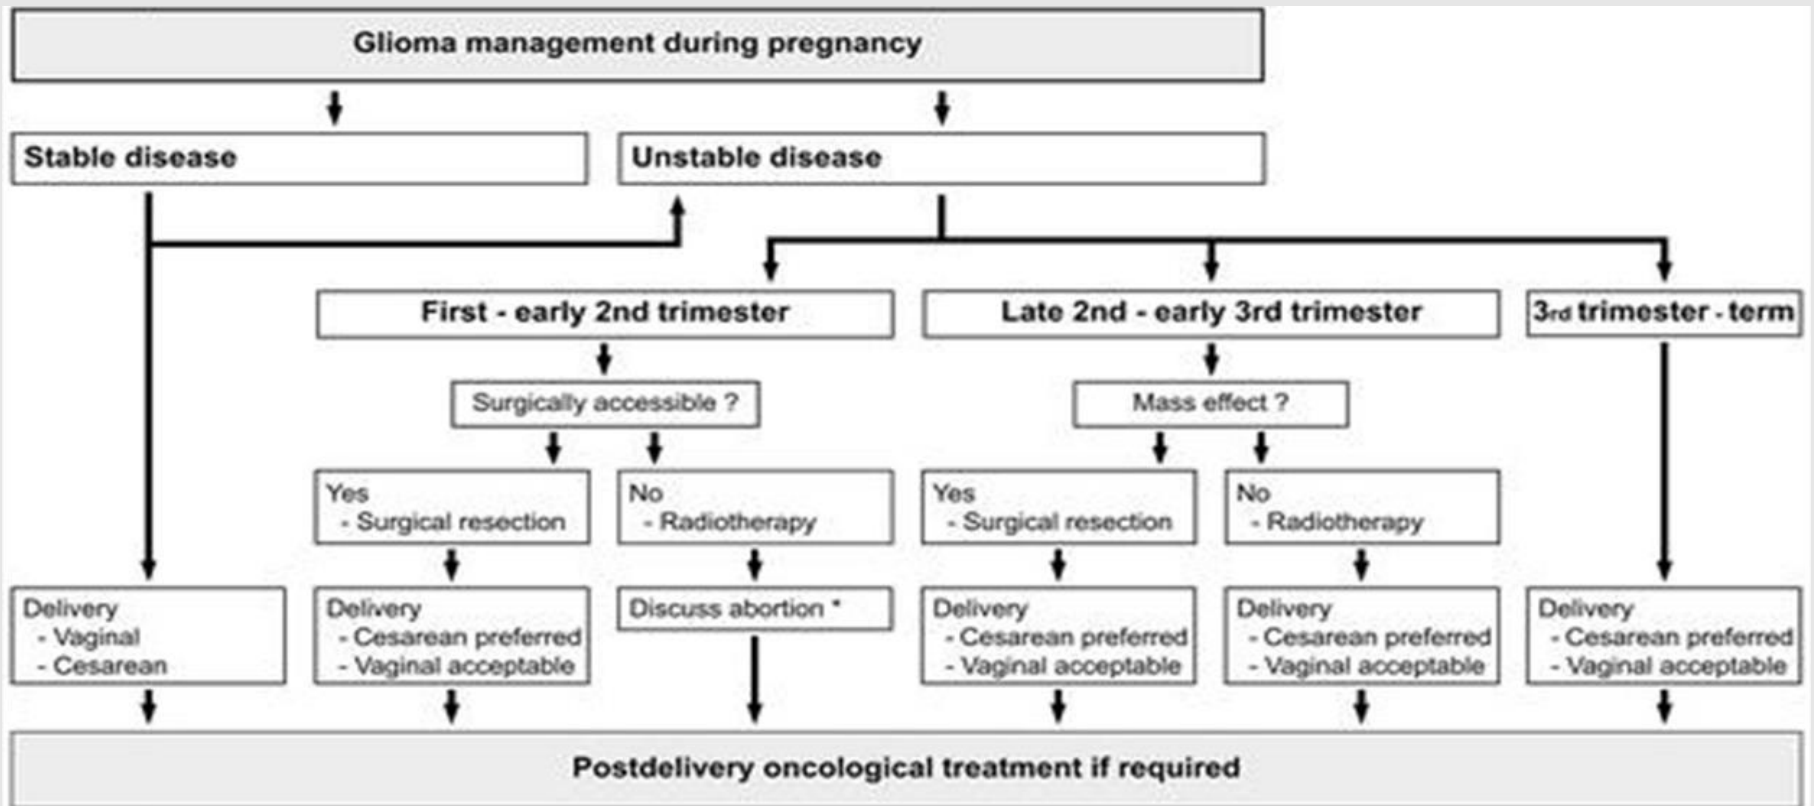 Glioma management during pregnancy
Stable disease
Unstable disease
First - early 2nd trimester
Late 2nd - early 3rd trimester
3rd trimester - term
Surgically accessible ?
Mass effect ?
Yes
- Surgical resection
No
- Radiotherapy
Yes
- Surgical resection
No
- Radiotherapy
Delivery
- Vaginal
- Cesarean
Delivery
- Cesarean preferred
- Vaginal acceptable
Discuss abortion *
Delivery
- Cesarean preferred
- Vaginal acceptable
Delivery
- Cesarean preferred
- Vaginal acceptable
Delivery
- Cesarean preferred
- Vaginal acceptable
Postdelivery oncological treatment if required